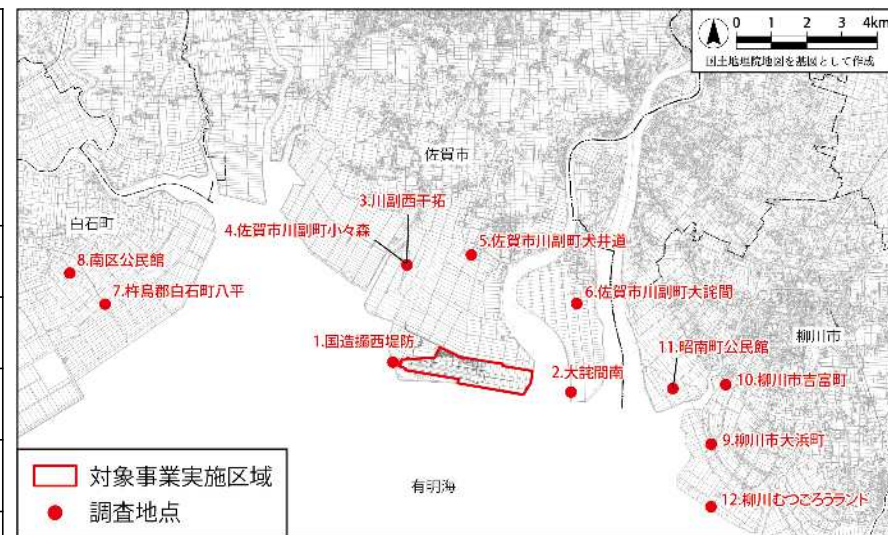 0 1 2 3 4km
国土地理院地図を基図として作成
佐賀市
3.川副西干拓
白石町
4.佐賀市川副町小々森
5.佐賀市川副町犬井道
8.南区公民館
7.杵島郡白石町八平
6.佐賀市川副町大詫間
柳川市
1.国造搦西堤防
11.昭南町公民館
2.大詫間南
10.柳川市吉富町
9.柳川市大浜町
対象事業実施区域
有明海
調査地点
12.柳川むつごろうランド